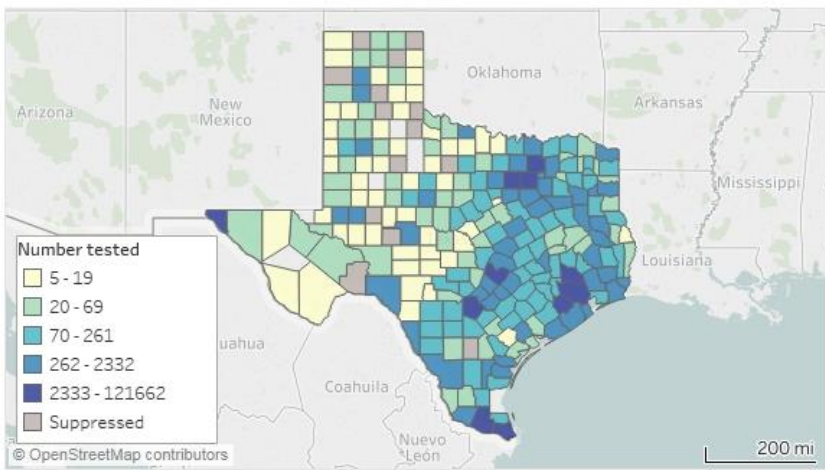 Oklahoma
Arizona
New
Mexico
Arkansas
Mississippi
Louisiana
Number tested
5 - 19
20 - 69
70 - 261
262 - 2332
2333 - 121662
Suppressed
uahua
Coahuila
Nuevo
León
© OpenStreetMap contributors
200 mi